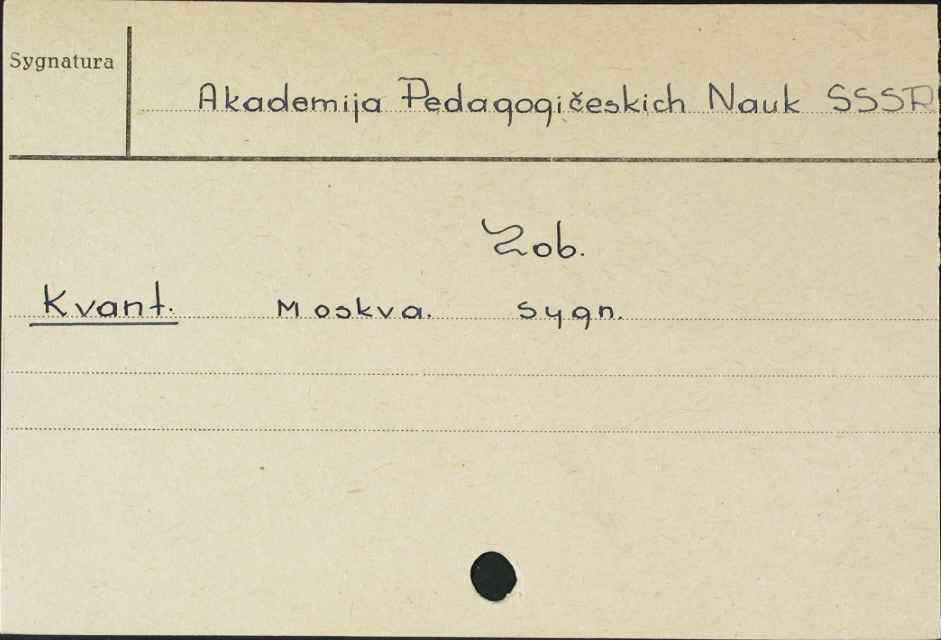 Sygnatura
Akademija Pedagogičeskich Nauk SSSR
Zob.
Kvant. Moskva. Sygn.